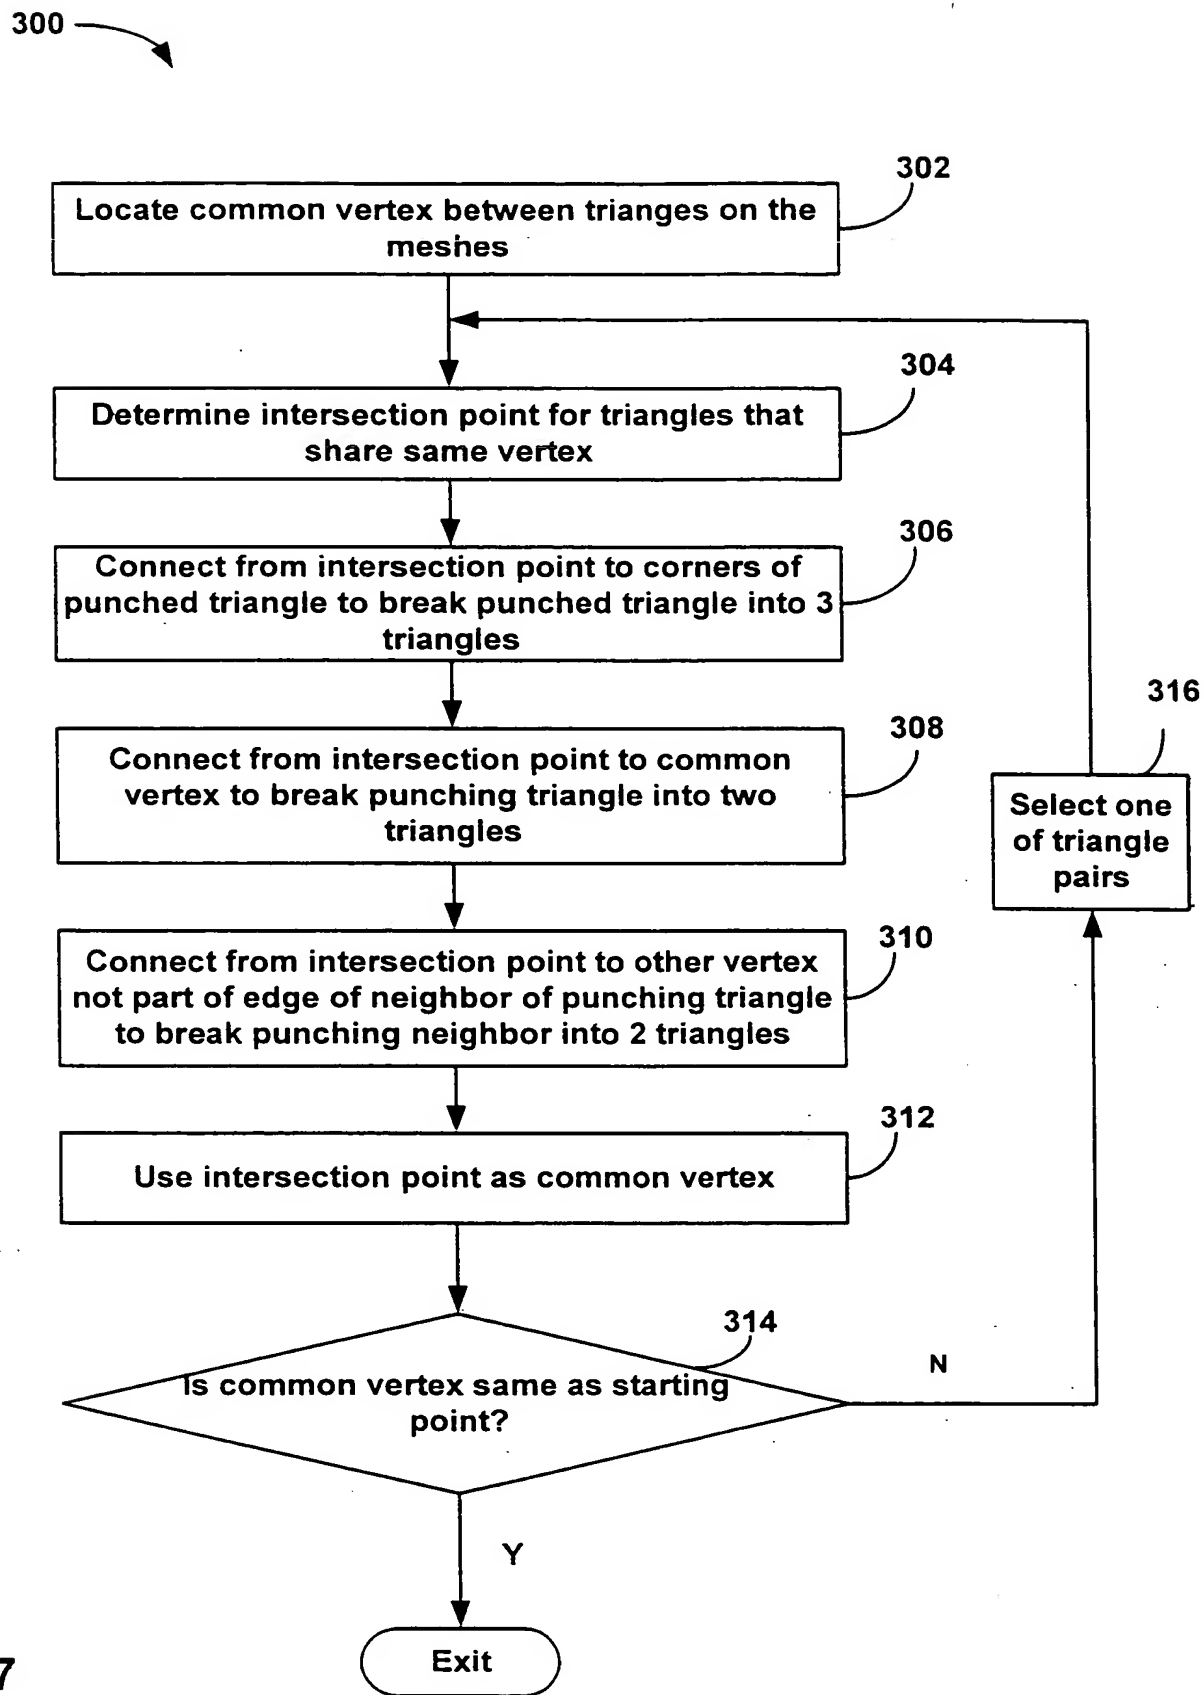 300
302
Locate common vertex between trianges on the
meshes
304
Determine intersection point for triangles that
share same vertex
306
Connect from intersection point to corners of
punched triangle to break punched triangle into 3
triangles
316
308
Connect from intersection point to common
vertex to break punching triangle into two
triangles
Select one
of triangle
pairs
310
Connect from intersection point to other vertex
not part of edge of neighbor of punching triangle
to break punching neighbor into 2 triangles
312
Use intersection point as common vertex
314
N
Is common vertex same as starting
point?
Y
Exit
7